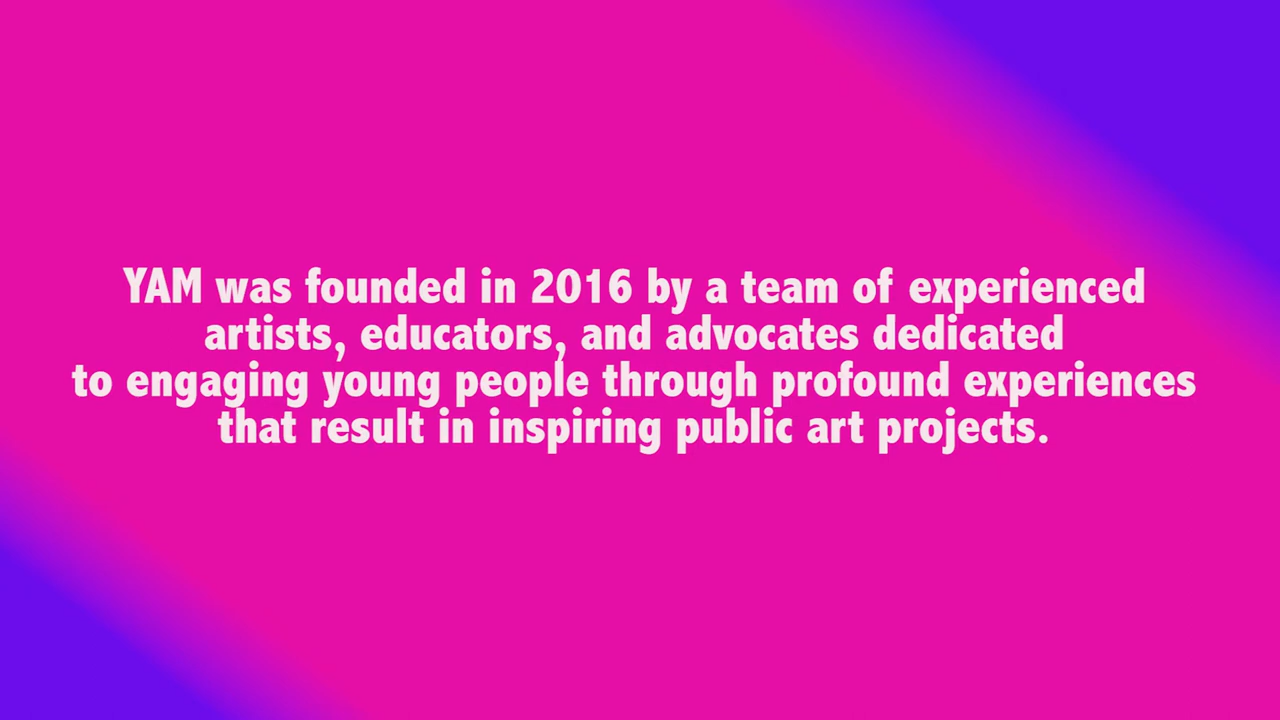 YAM was founded in 2016 by a team of experienced
artists, educators, and advocates dedicated
to engaging young people through profound experiences
that result in inspiring public art projects.